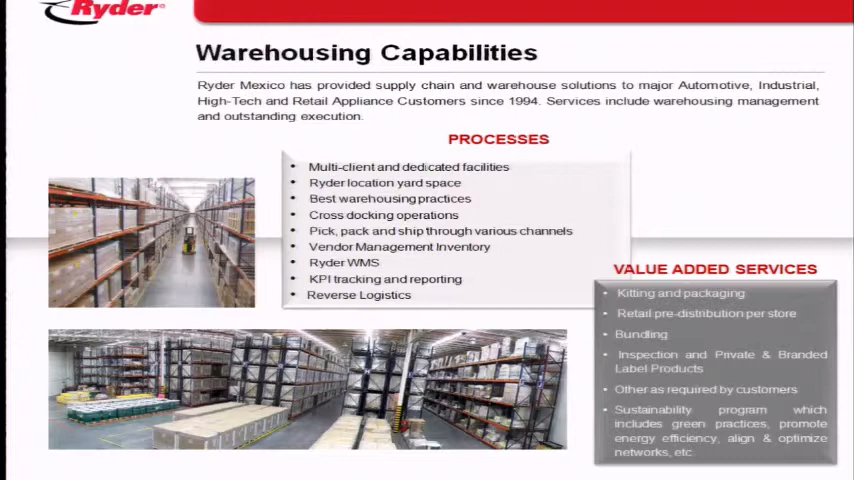 Ryder
Warehousing Capabilities
Ryder Mexico has provided supply chain and warehouse solutions to major Automotive, Industrial,
High-Tech and Retail Appliance Customers since 1994. Services include warehousing management
and outstanding execution.
PROCESSES
• Multi-client and dedicated facilities
• Ryder location yard space
• Best warehousing practices
• Cross docking operations
• Pick, pack and ship through various channels
• Vendor Management Inventory
• Ryder WMS
• KPI tracking and reporting
• Reverse Logistics
VALUE ADDED SERVICES
• Kitting and packaging
• Retail pre-distribution per store
• Bundling
• Inspection and Private & Branded
Label Products
• Other as required by customers
• Sustainability program which
includes green practices, promote
energy efficiency, align & optimize
networks, etc